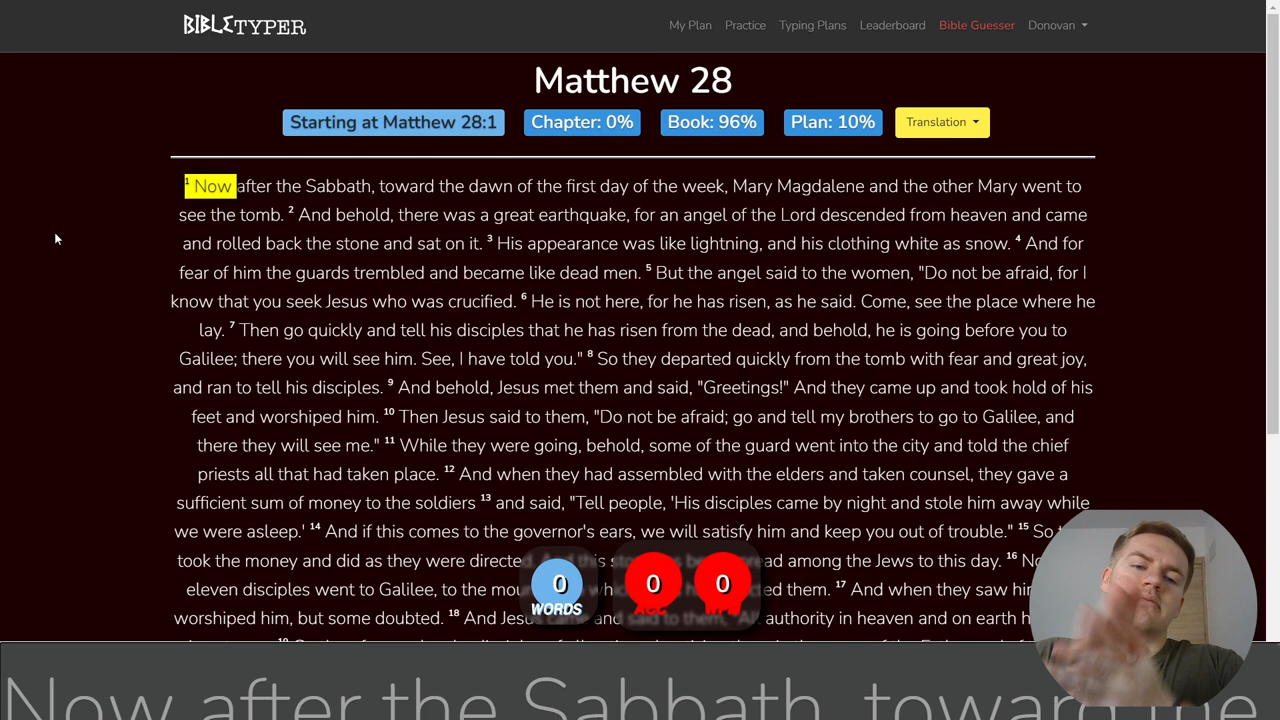 BIBLETYPER
My Plan Practice Typing Plans Leaderboard Bible Guesser Donovan
Matthew 28
Starting at Matthew 28:1 Chapter: 0% Book: 96% Plan: 10% Translation
1 Now after the Sabbath, toward the dawn of the first day of the week, Mary Magdalene and the other Mary went to
see the tomb. 2 And behold, there was a great earthquake, for an angel of the Lord descended from heaven and came
and rolled back the stone and sat on it. 3 His appearance was like lightning, and his clothing white as snow. 4 And for
fear of him the guards trembled and became like dead men. 5 But the angel said to the women, "Do not be afraid, for I
know that you seek Jesus who was crucified. 6 He is not here, for he has risen, as he said. Come, see the place where he
lay. 7 Then go quickly and tell his disciples that he has risen from the dead, and behold, he is going before you to
Galilee; there you will see him. See, I have told you." 8 So they departed quickly from the tomb with fear and great joy,
and ran to tell his disciples. 9 And behold, Jesus met them and said, "Greetings!" And they came up and took hold of his
feet and worshiped him. 10 Then Jesus said to them, "Do not be afraid; go and tell my brothers to go to Galilee, and
there they will see me." 11 While they were going, behold, some of the guard went into the city and told the chief
priests all that had taken place. 12 And when they had assembled with the elders and taken counsel, they gave a
sufficient sum of money to the soldiers 13 and said, "Tell people, 'His disciples came by night and stole him away while
we were asleep.' 14 And if this comes to the governor's ears, we will satisfy him and keep you out of trouble." 15 So
took the money and did as they were directed. And this story has been spread among the Jews to this day. 16
eleven disciples went to Galilee, to the them. 17 And when they saw
worshiped him, but some doubted. 18 And Jesus came and said to them, "All authority in heaven and on earth
0 0 0
WORDS ACC WPM
Now after the Sabbath, toward the